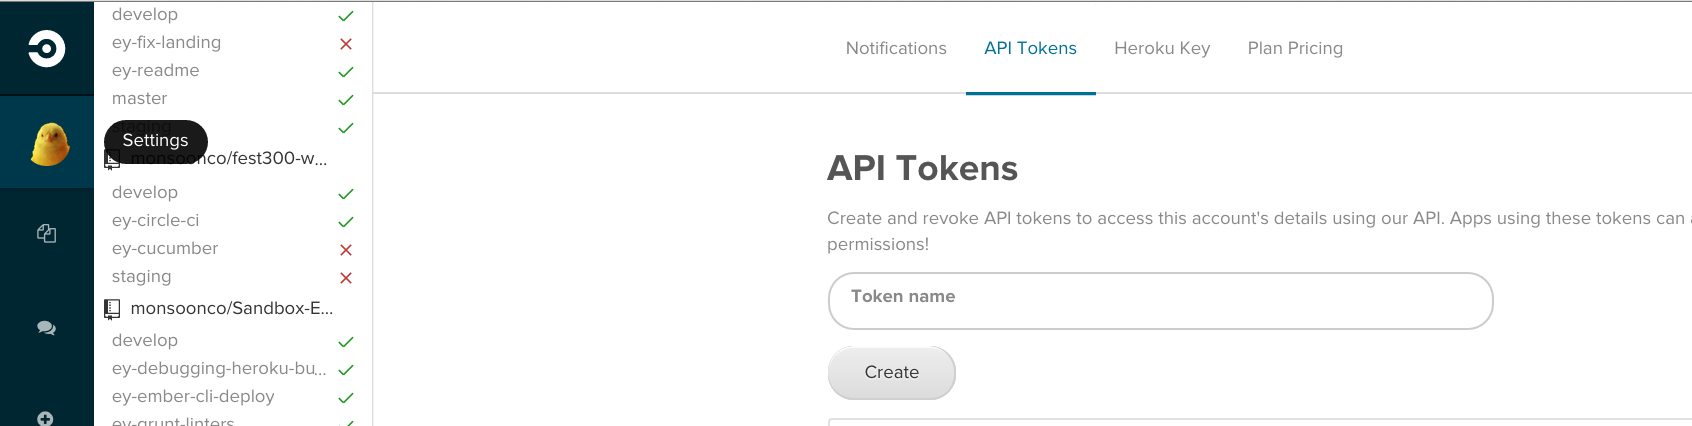 develop
ey-fix-landing
ey-readme
master
staging
Settings
monsoonco/fest300-w...
develop
ey-circle-ci
ey-cucumber
staging
monsoonco/Sandbox-E...
develop
ey-debugging-heroku-bu...
ey-ember-cli-deploy
ey-grunt-linters
Notifications API Tokens Heroku Key Plan Pricing
API Tokens
Create and revoke API tokens to access this account's details using our API. Apps using these tokens can
permissions!
Token name
Create